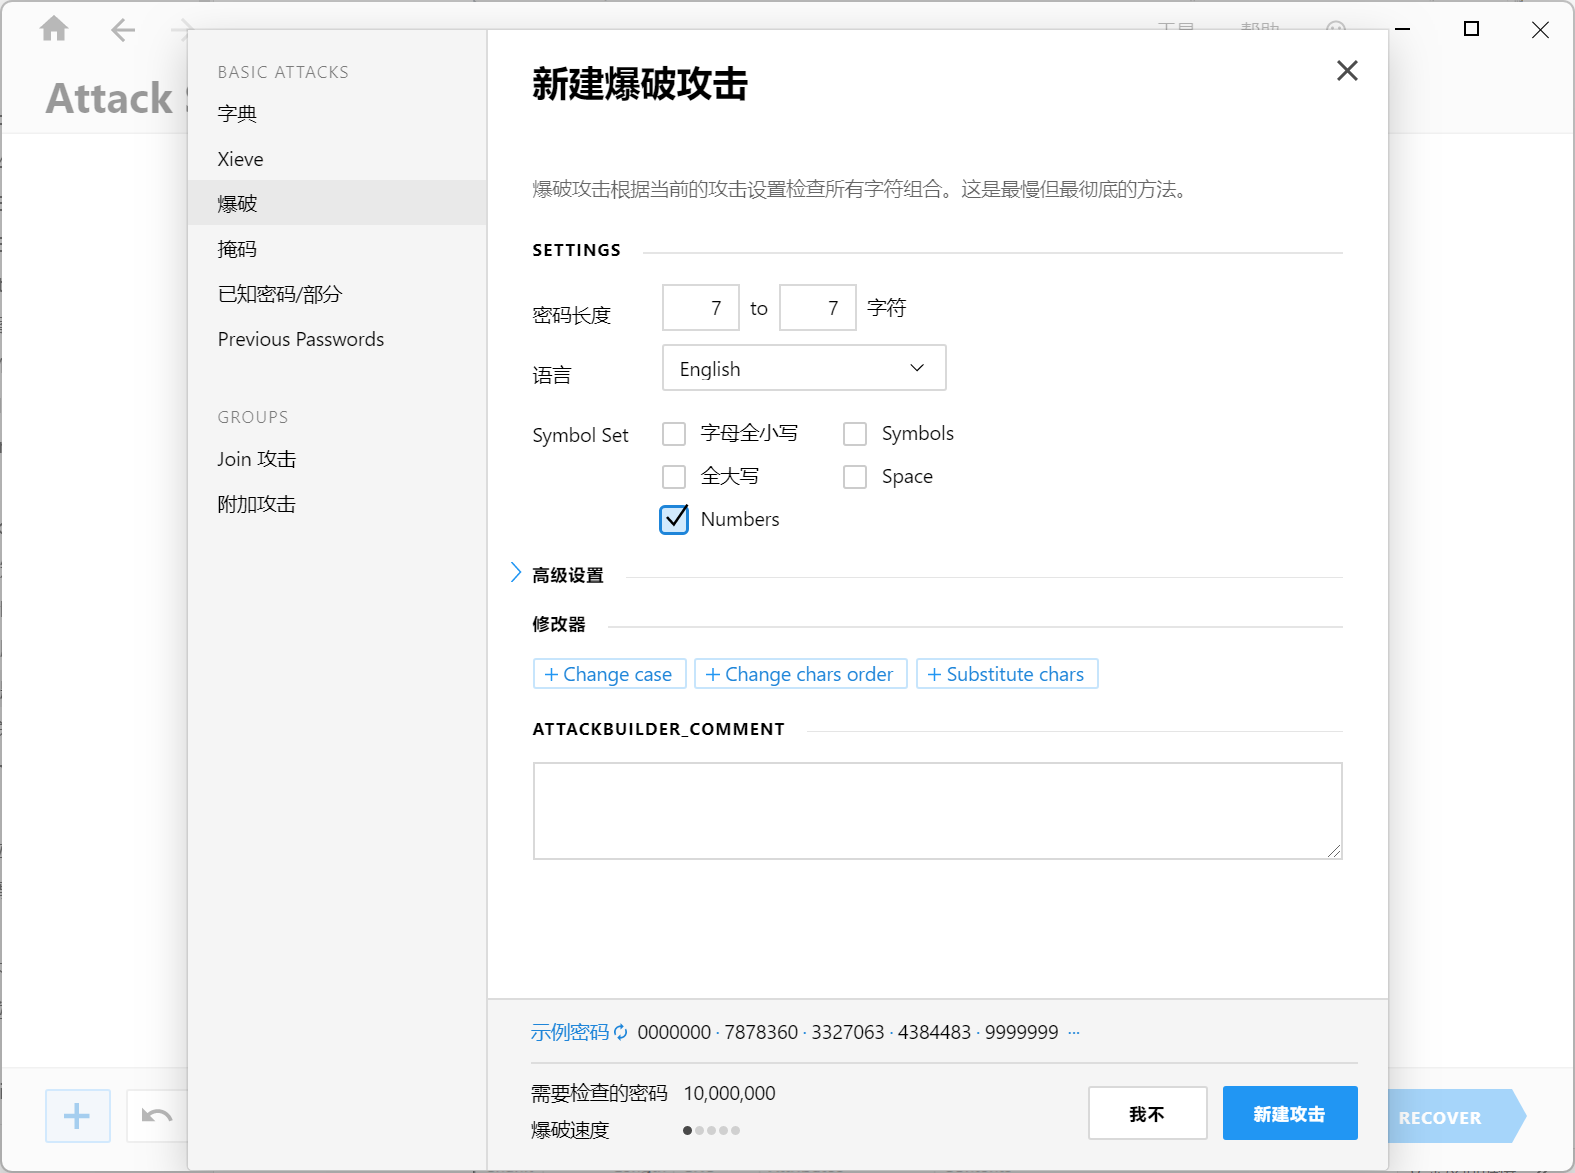 工具 帮助
Attack
BASIC ATTACKS
字典
Xieve
爆破
掩码
已知密码/部分
Previous Passwords
GROUPS
Join 攻击
附加攻击
新建爆破攻击
爆破攻击根据当前的攻击设置检查所有字符组合。这是最慢但最彻底的方法。
SETTINGS
密码长度 7 to 7 字符
语言 English
Symbol Set 字母全小写 Symbols
全大写 Space
Numbers
高级设置
修改器
+ Change case + Change chars order + Substitute chars
ATTACKBUILDER_COMMENT
示例密码 0000000 · 7878360 · 3327063 · 4384483 · 9999999 ···
需要检查的密码 10,000,000
爆破速度
我不 新建攻击 RECOVER